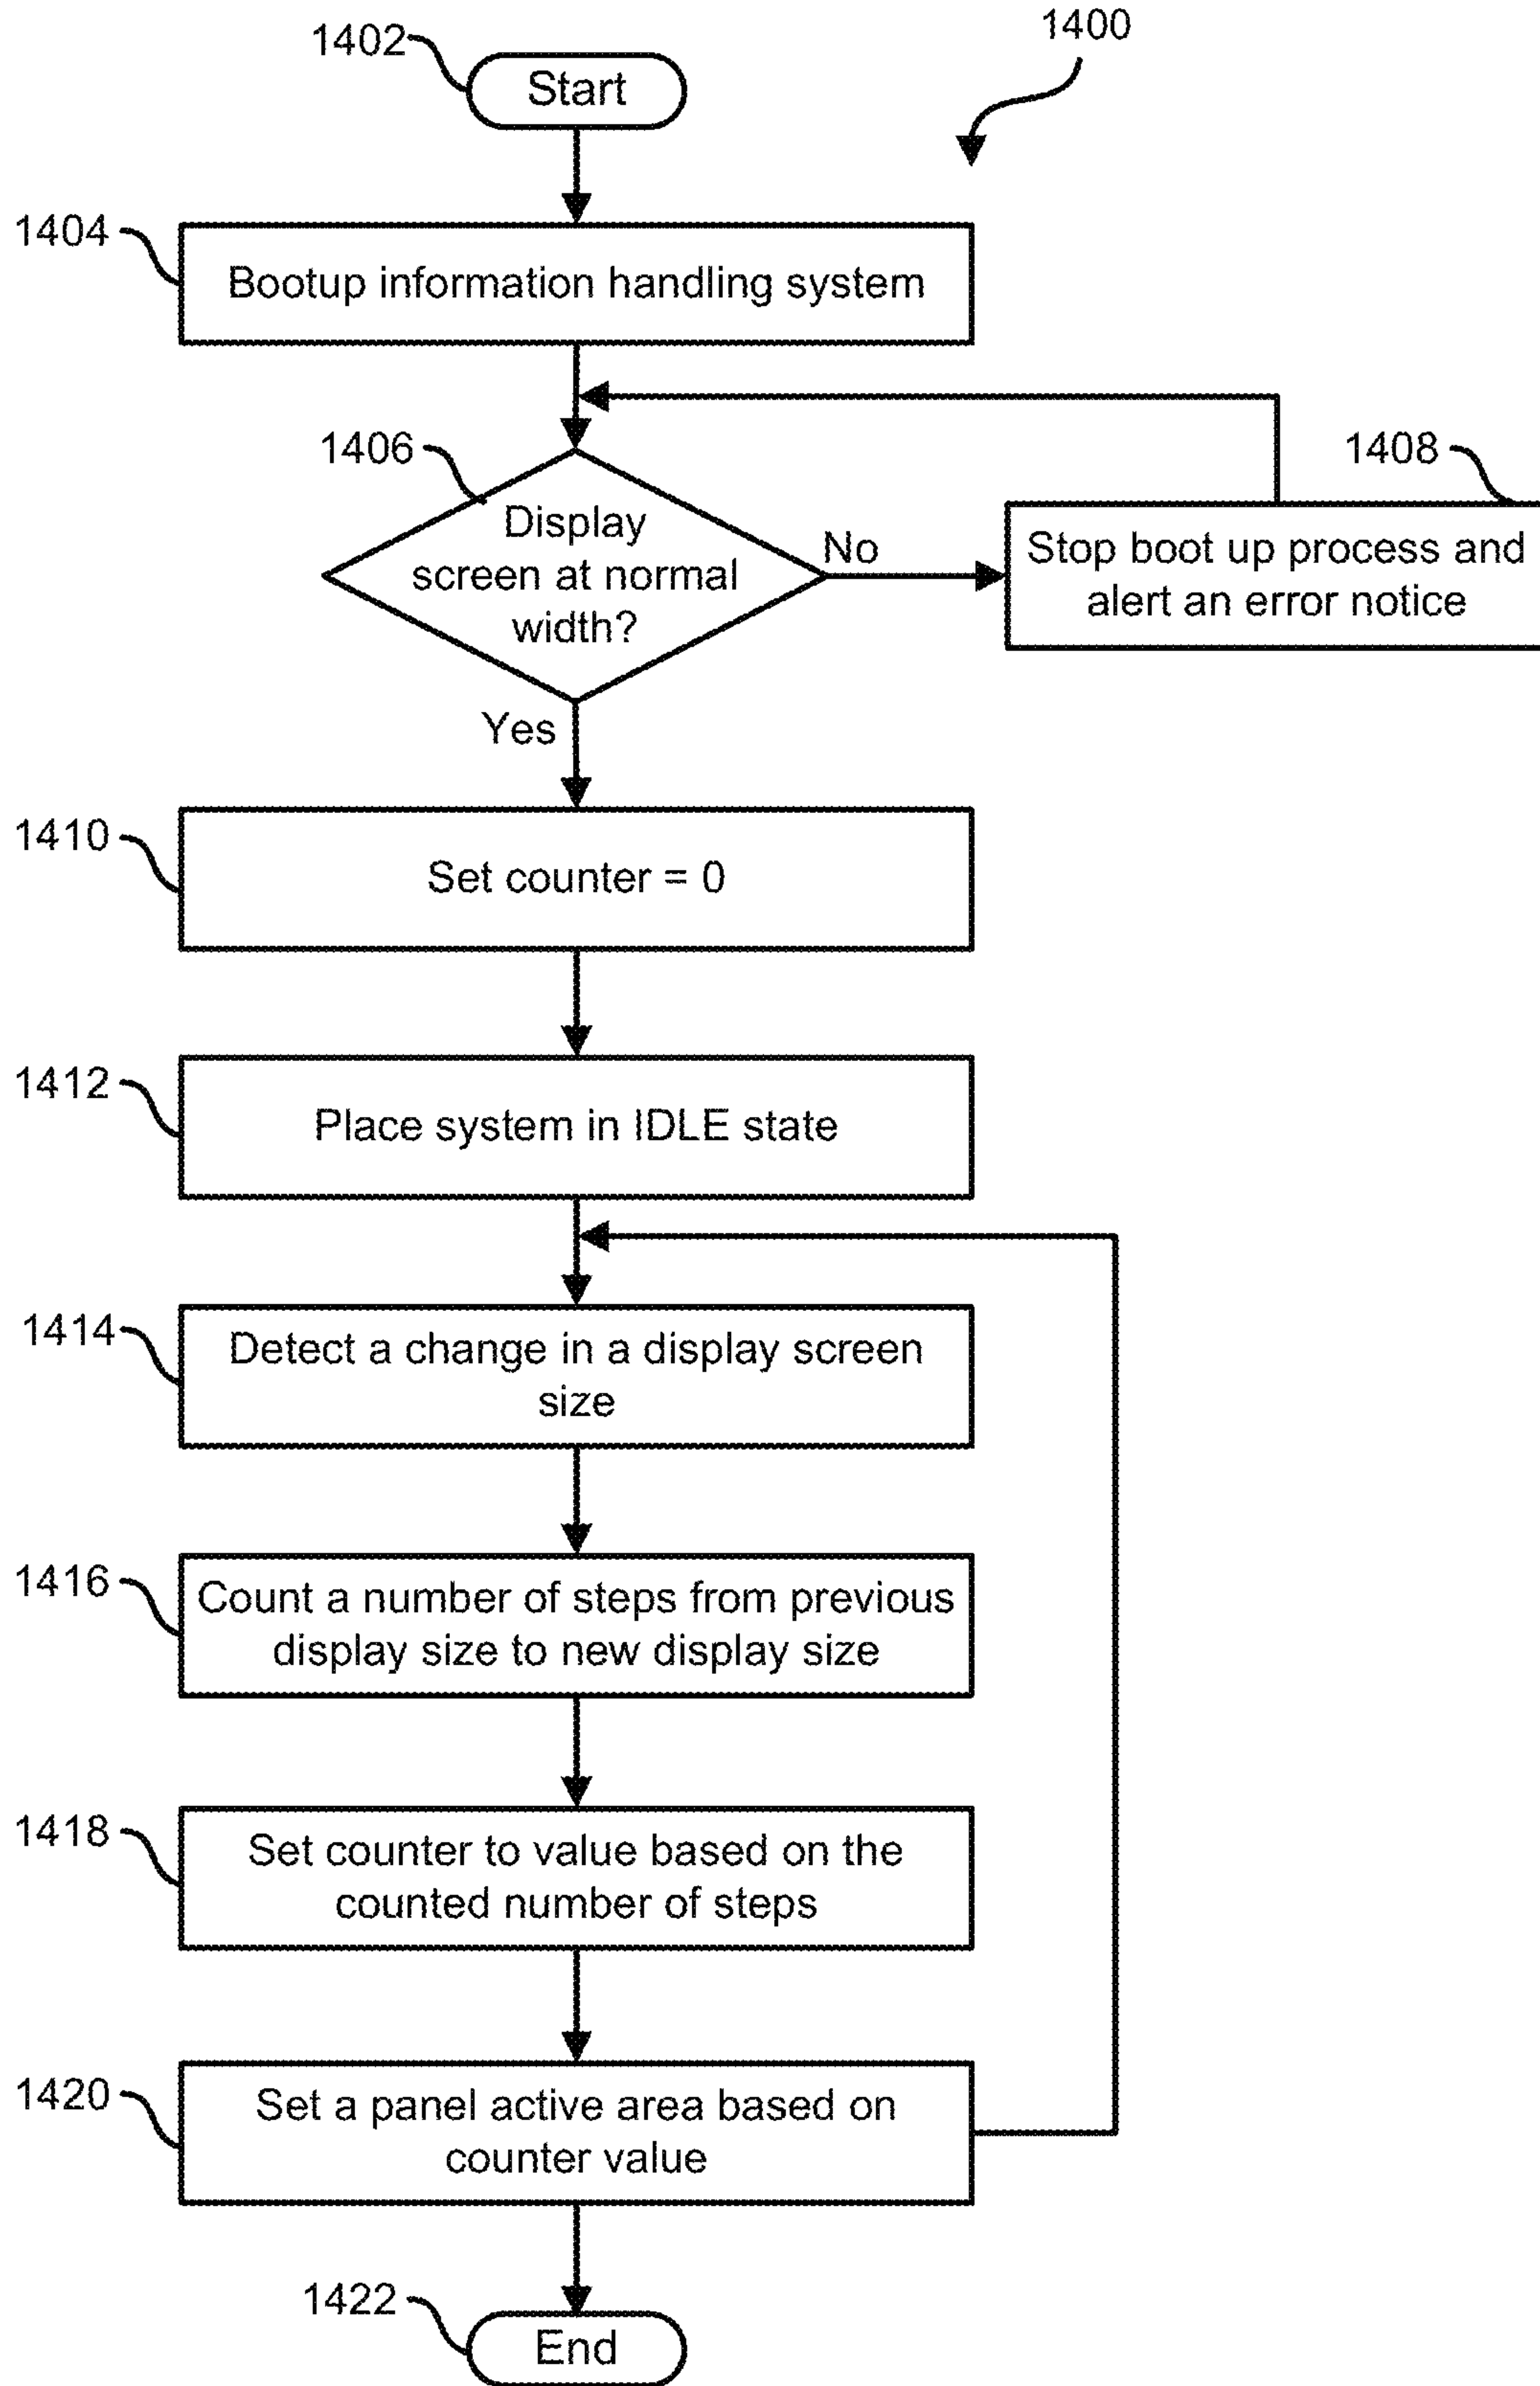 1400
1402
Start
1404
Bootup information handling system
1406
Display
screen at normal
width?
No
1408
Stop boot up process and
alert an error notice
Yes
1410
Set counter = 0
1412
Place system in IDLE state
1414
Detect a change in a display screen
size
1416
Count a number of steps from previous
display size to new display size
1418
Set counter to value based on the
counted number of steps
1420
Set a panel active area based on
counter value
1422
End